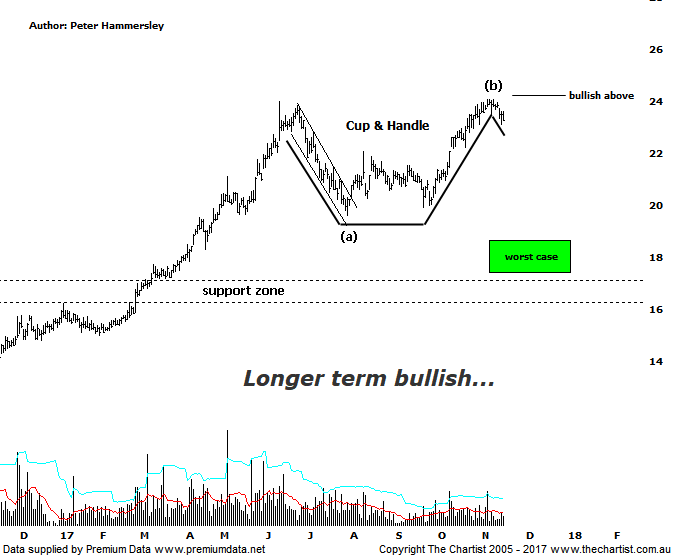 28
Author: Peter Hammersley
26
(b)
bullish above
24
Cup & Handle
22
20
(a)
18
worst case
support zone
16
14
Longer term bullish...
D 17 F M A M J J A S O N D 18 F
Data supplied by Premium Data www.premiumdata.net
Copyright The Chartist 2005 - 2017 www.thechartist.com.au